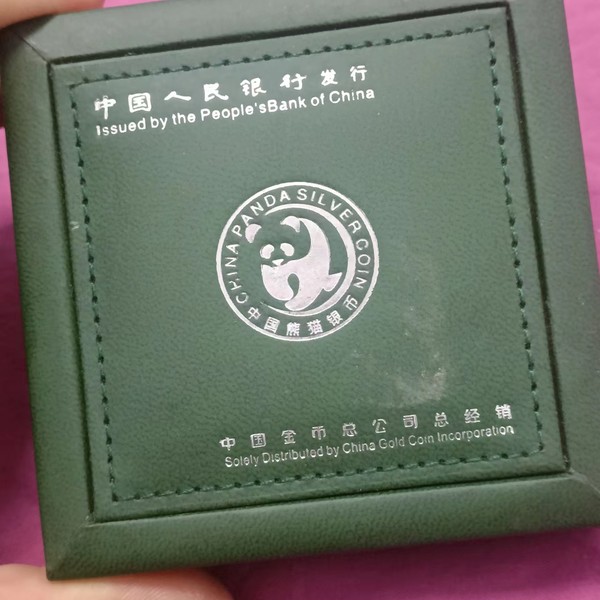 中国人民银行发行
Issued by the People'sBank of China
CHINA PANDA SILVER COIN
中国熊猫银币
中国金币总公司总经销
Solely Distributed by China Gold Coin Incorporation